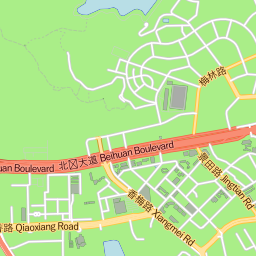 梅林路
北环大道 Beihuan Boulevard
uan Boulevard
景田路 Jingtian Rd
香梅路 Xiangmei Rd
香路 Qiaoxiang Road